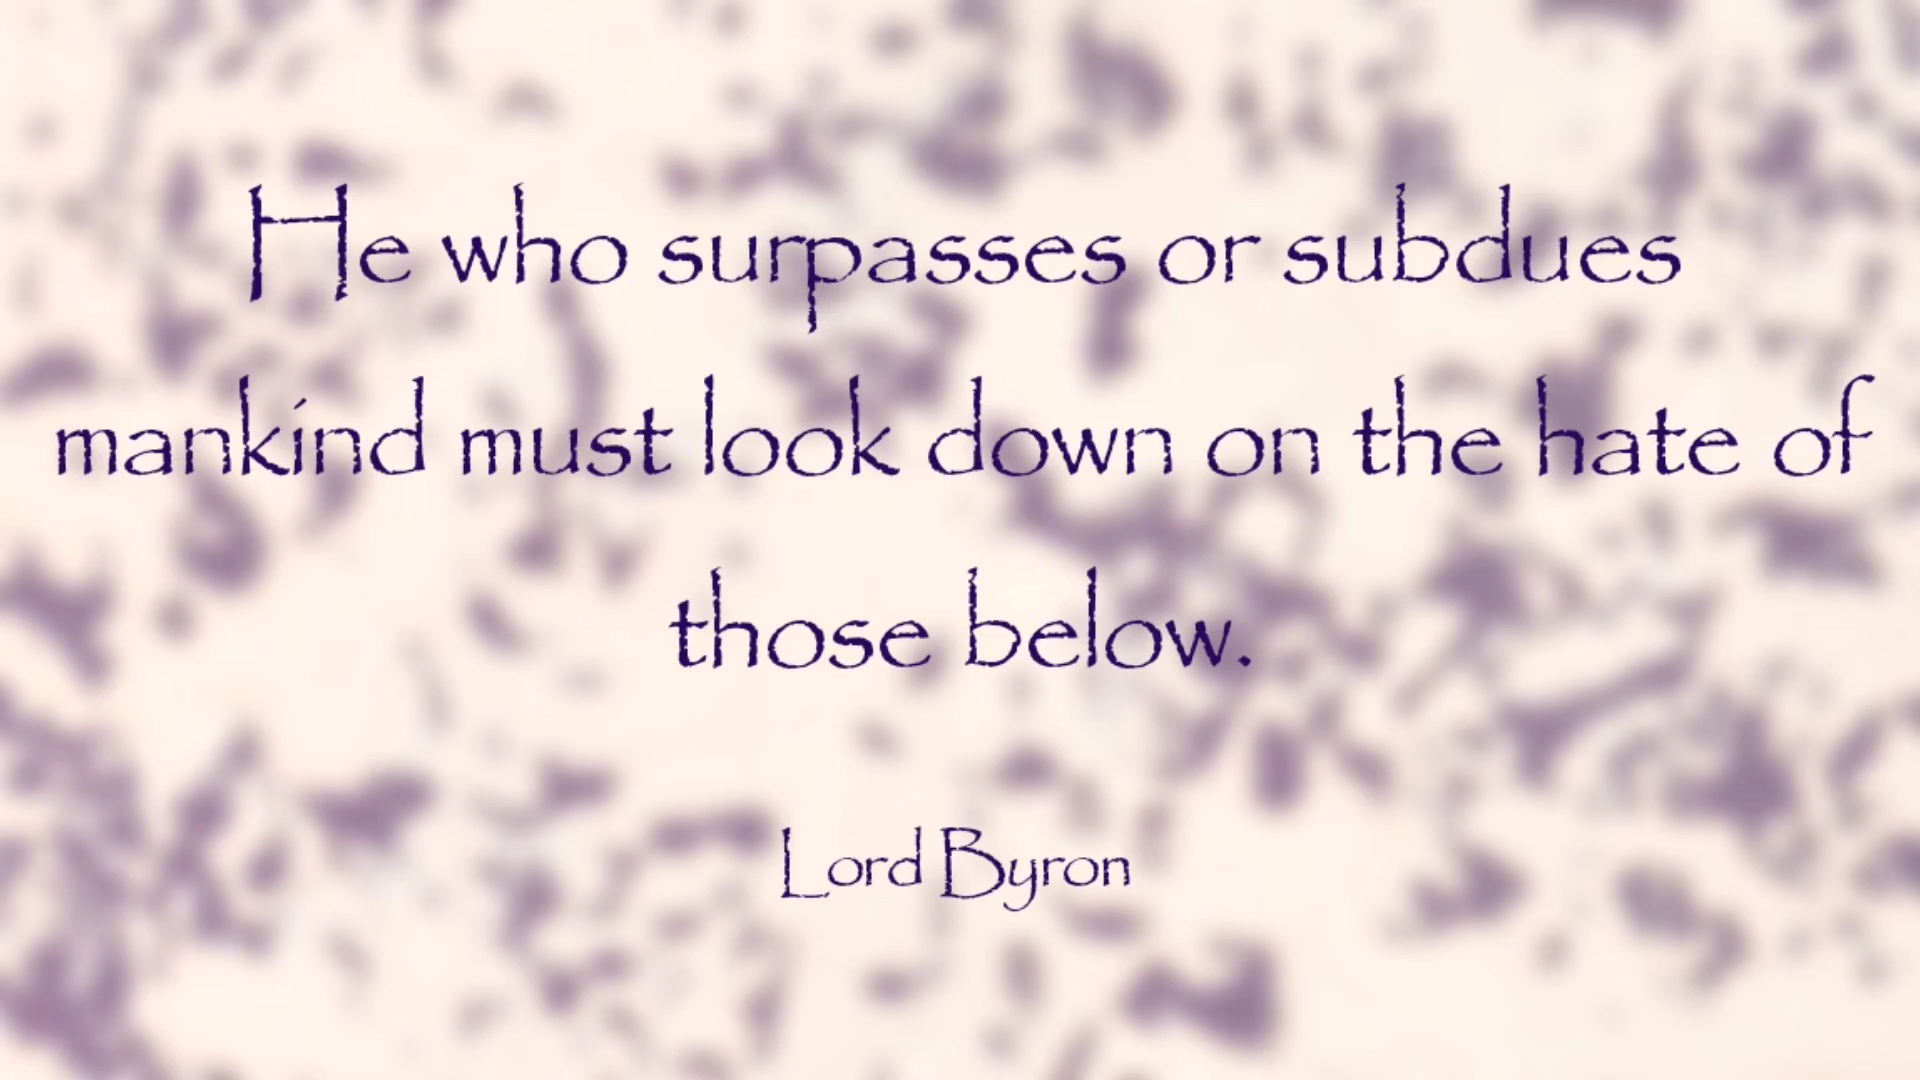 He who surpasses or subdues
mankind must look down on the hate of
those below.
Lord Byron